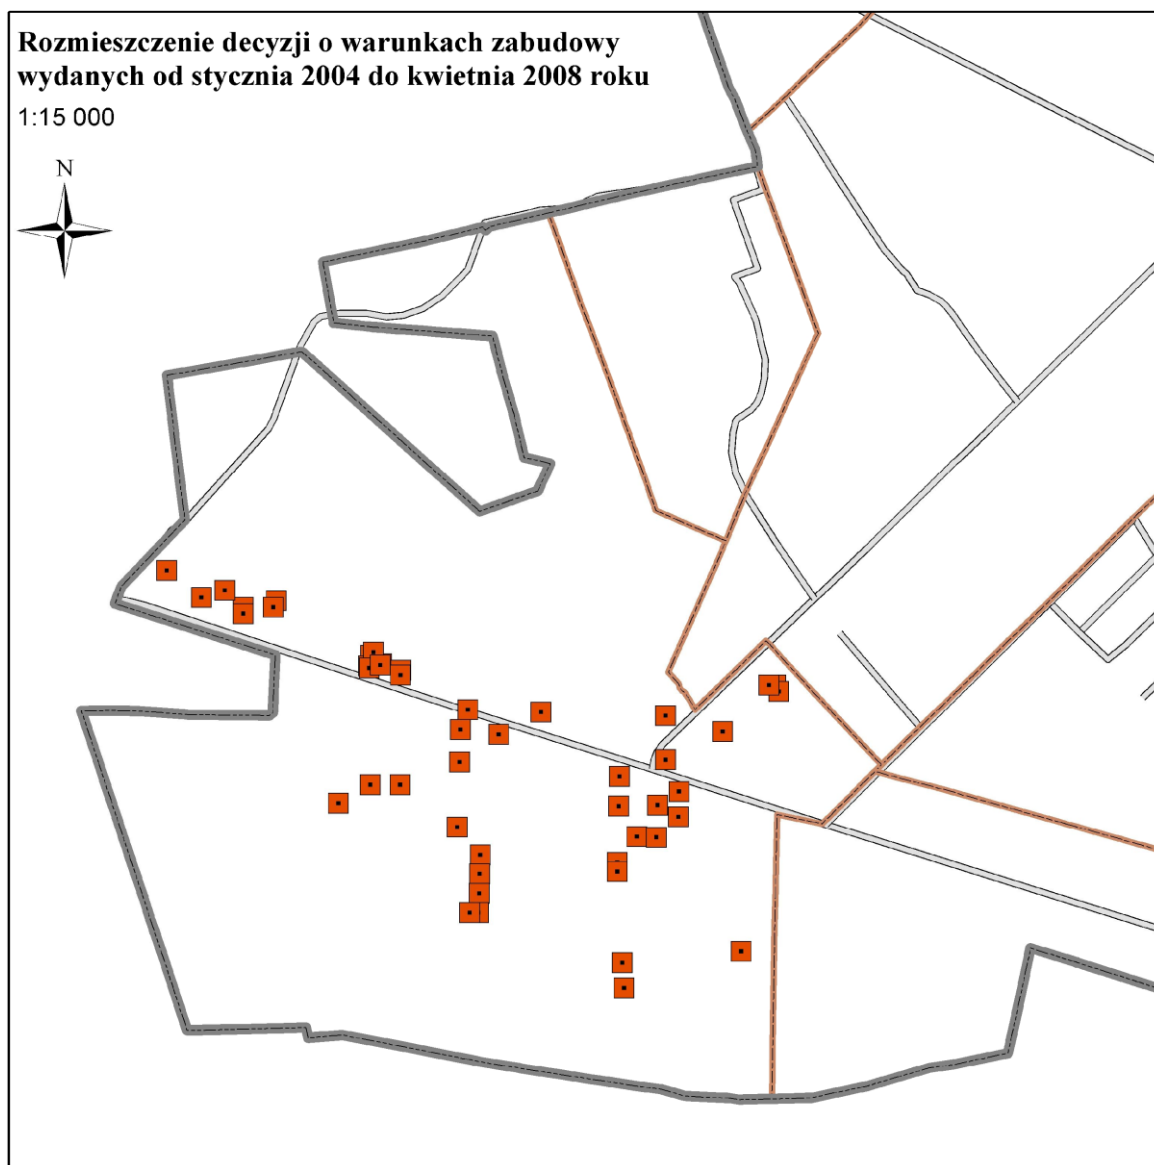 Rozmieszczenie decyzji o warunkach zabudowy
wydanych od stycznia 2004 do kwietnia 2008 roku
1:15 000
N